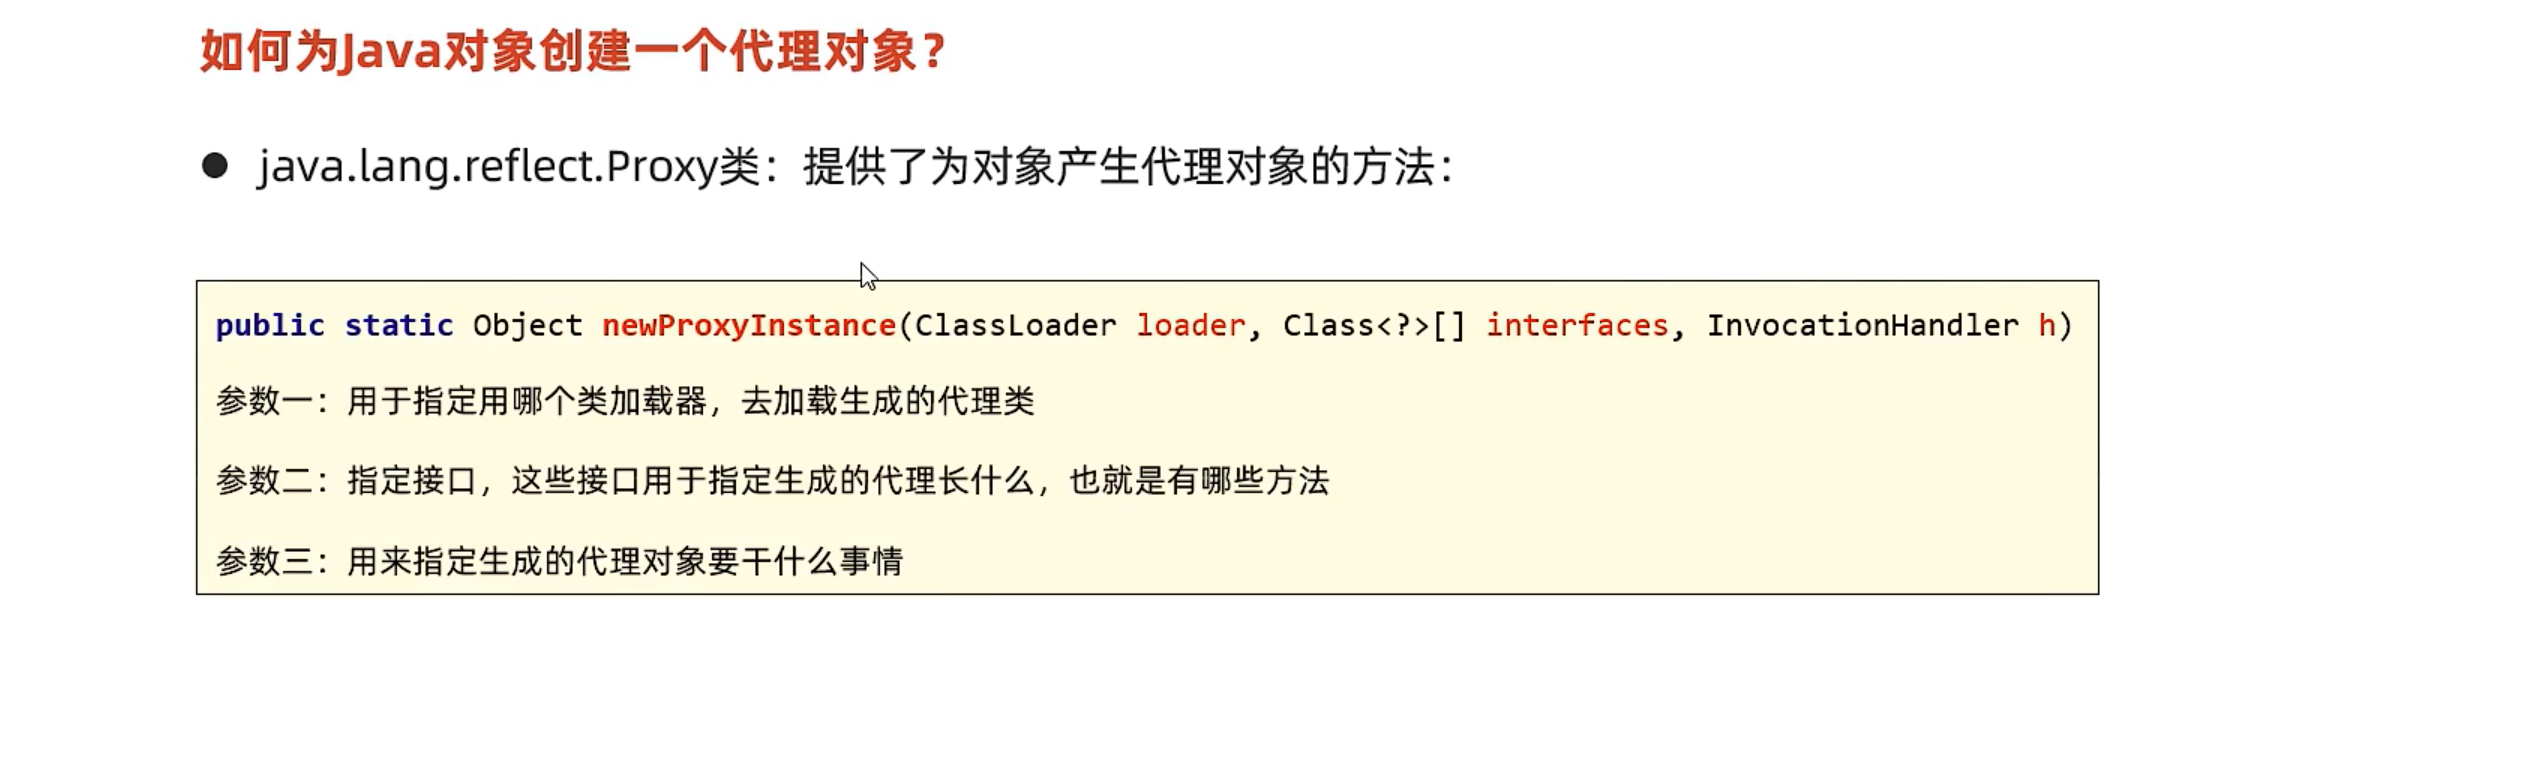 如何为Java对象创建一个代理对象？
● java.lang.reflect.Proxy类：提供了为对象产生代理对象的方法：
public static Object newProxyInstance(ClassLoader loader, Class<?>[] interfaces, InvocationHandler h)
参数一：用于指定用哪个类加载器，去加载生成的代理类
参数二：指定接口，这些接口用于指定生成的代理长什么，也就是有哪些方法
参数三：用来指定生成的代理对象要干什么事情